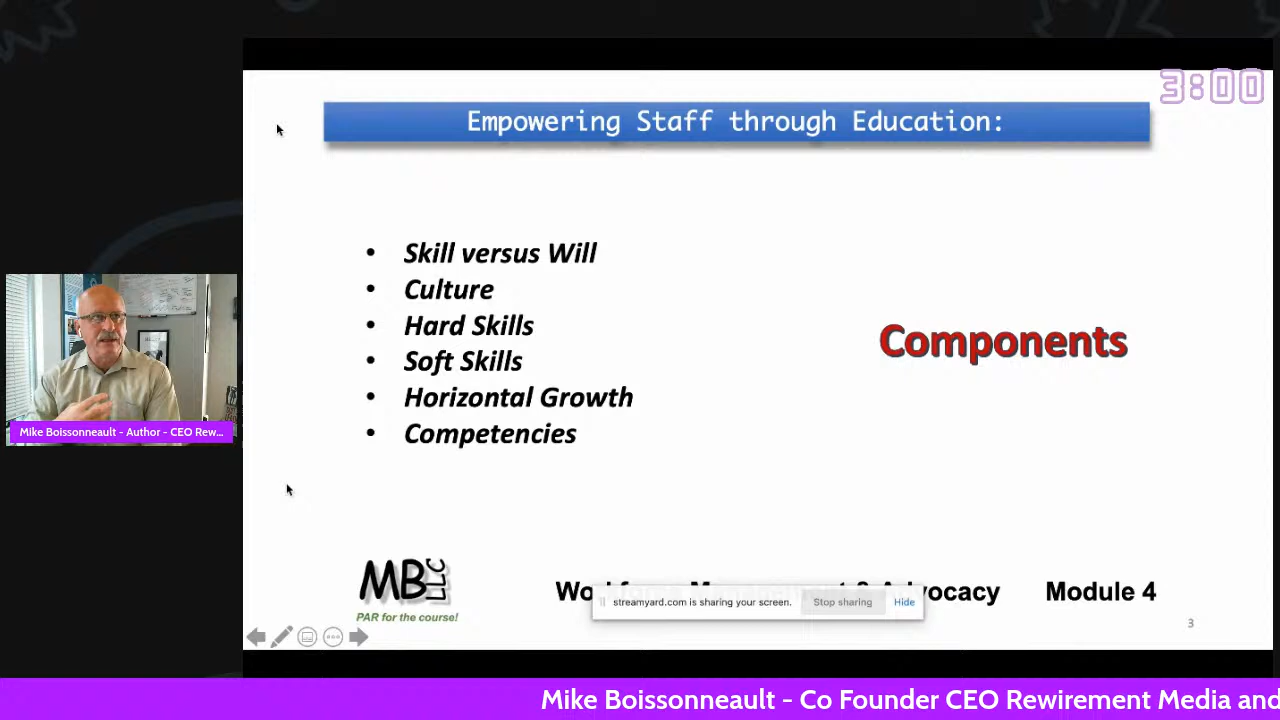 3:00
Empowering Staff through Education:
• Skill versus Will
• Culture
• Hard Skills
• Soft Skills
• Horizontal Growth
• Competencies
Components
Mike Boissonneault - Author - CEO Rew...
MB LLC
PAR for the course!
Advocacy Module 4
streamyard.com is sharing your screen. Stop sharing Hide
3
Mike Boissonneault - Co Founder CEO Rewirement Media and